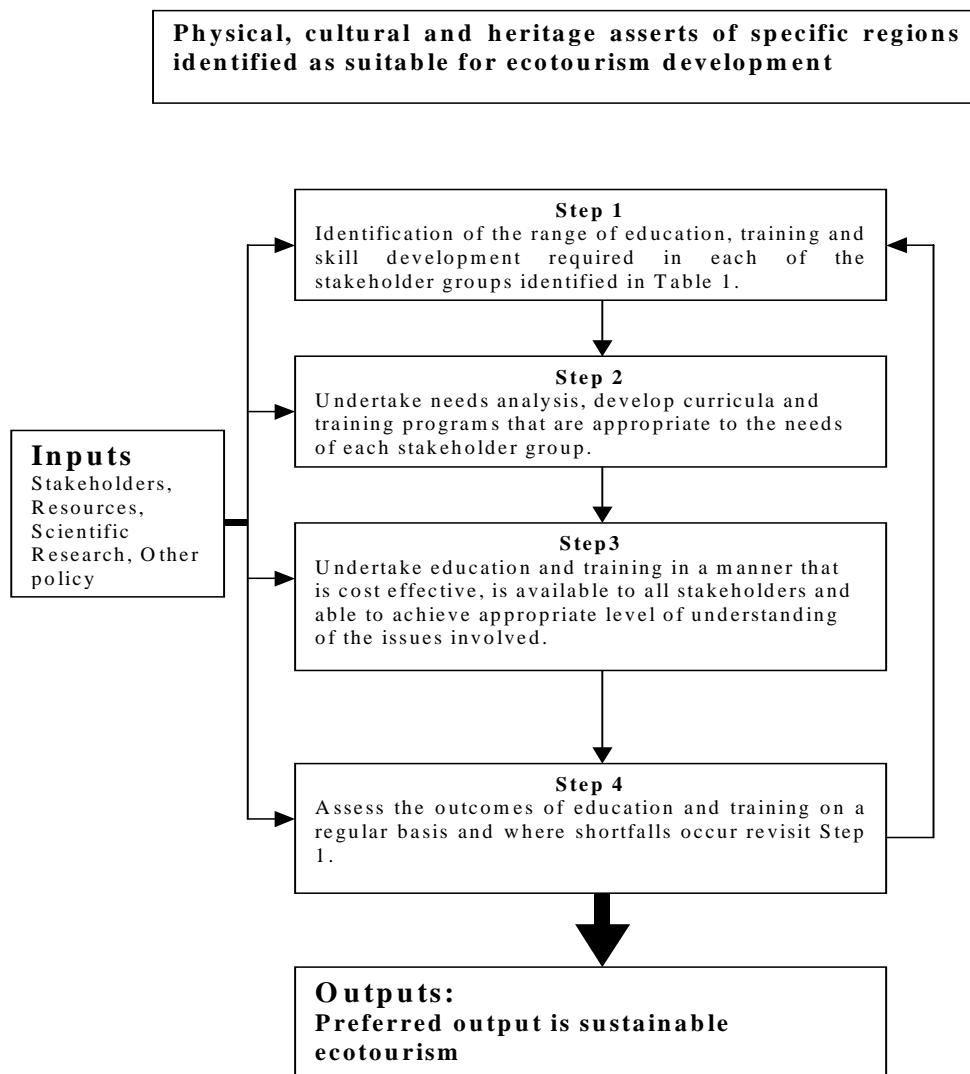 Physical, cultural and heritage asserts of specific regions
identified as suitable for ecotourism development
Step 1
Identification of the range of education, training and
skill development required in each of the
stakeholder groups identified in Table 1.
Step 2
Undertake needs analysis, develop curricula and
training programs that are appropriate to the needs
of each stakeholder group.
Inputs
Stakeholders,
Resources,
Scientific
Research, Other
policy
Step3
Undertake education and training in a manner that
is cost effective, is available to all stakeholders and
able to achieve appropriate level of understanding
of the issues involved.
Step 4
Assess the outcomes of education and training on a
regular basis and where shortfalls occur revisit Step
1.
Outputs:
Preferred output is sustainable
ecotourism